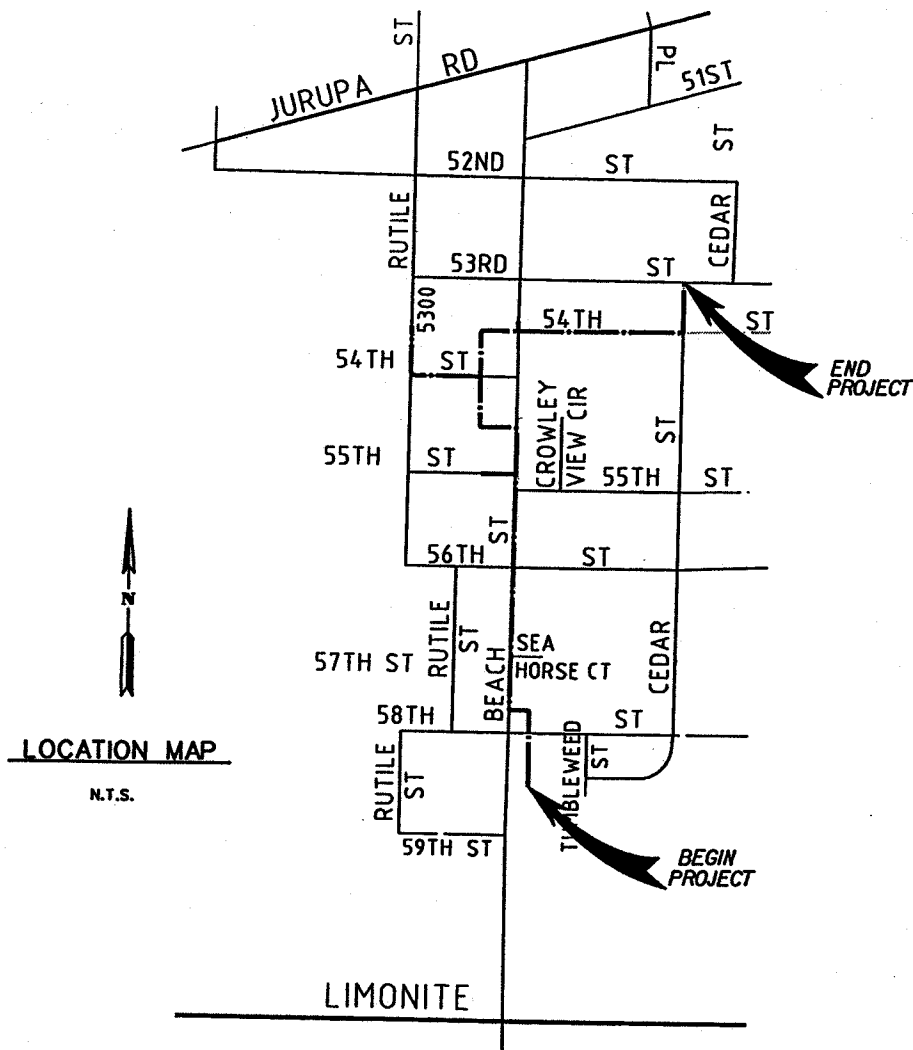 ST
JURUPA RD
PL
51ST
ST
52ND ST
RUTILE
CEDAR
53RD ST
5300
54TH ST
54TH ST
END
PROJECT
CROWLEY
VIEW CIR
ST
55TH ST
55TH ST
ST
56TH ST
N
RUTILE
ST
BEACH
SEA
HORSE CT
CEDAR
57TH ST
58TH ST
LOCATION MAP
N.T.S.
RUTILE
ST
TUMBLEWEED
ST
59TH ST
BEGIN
PROJECT
LIMONITE